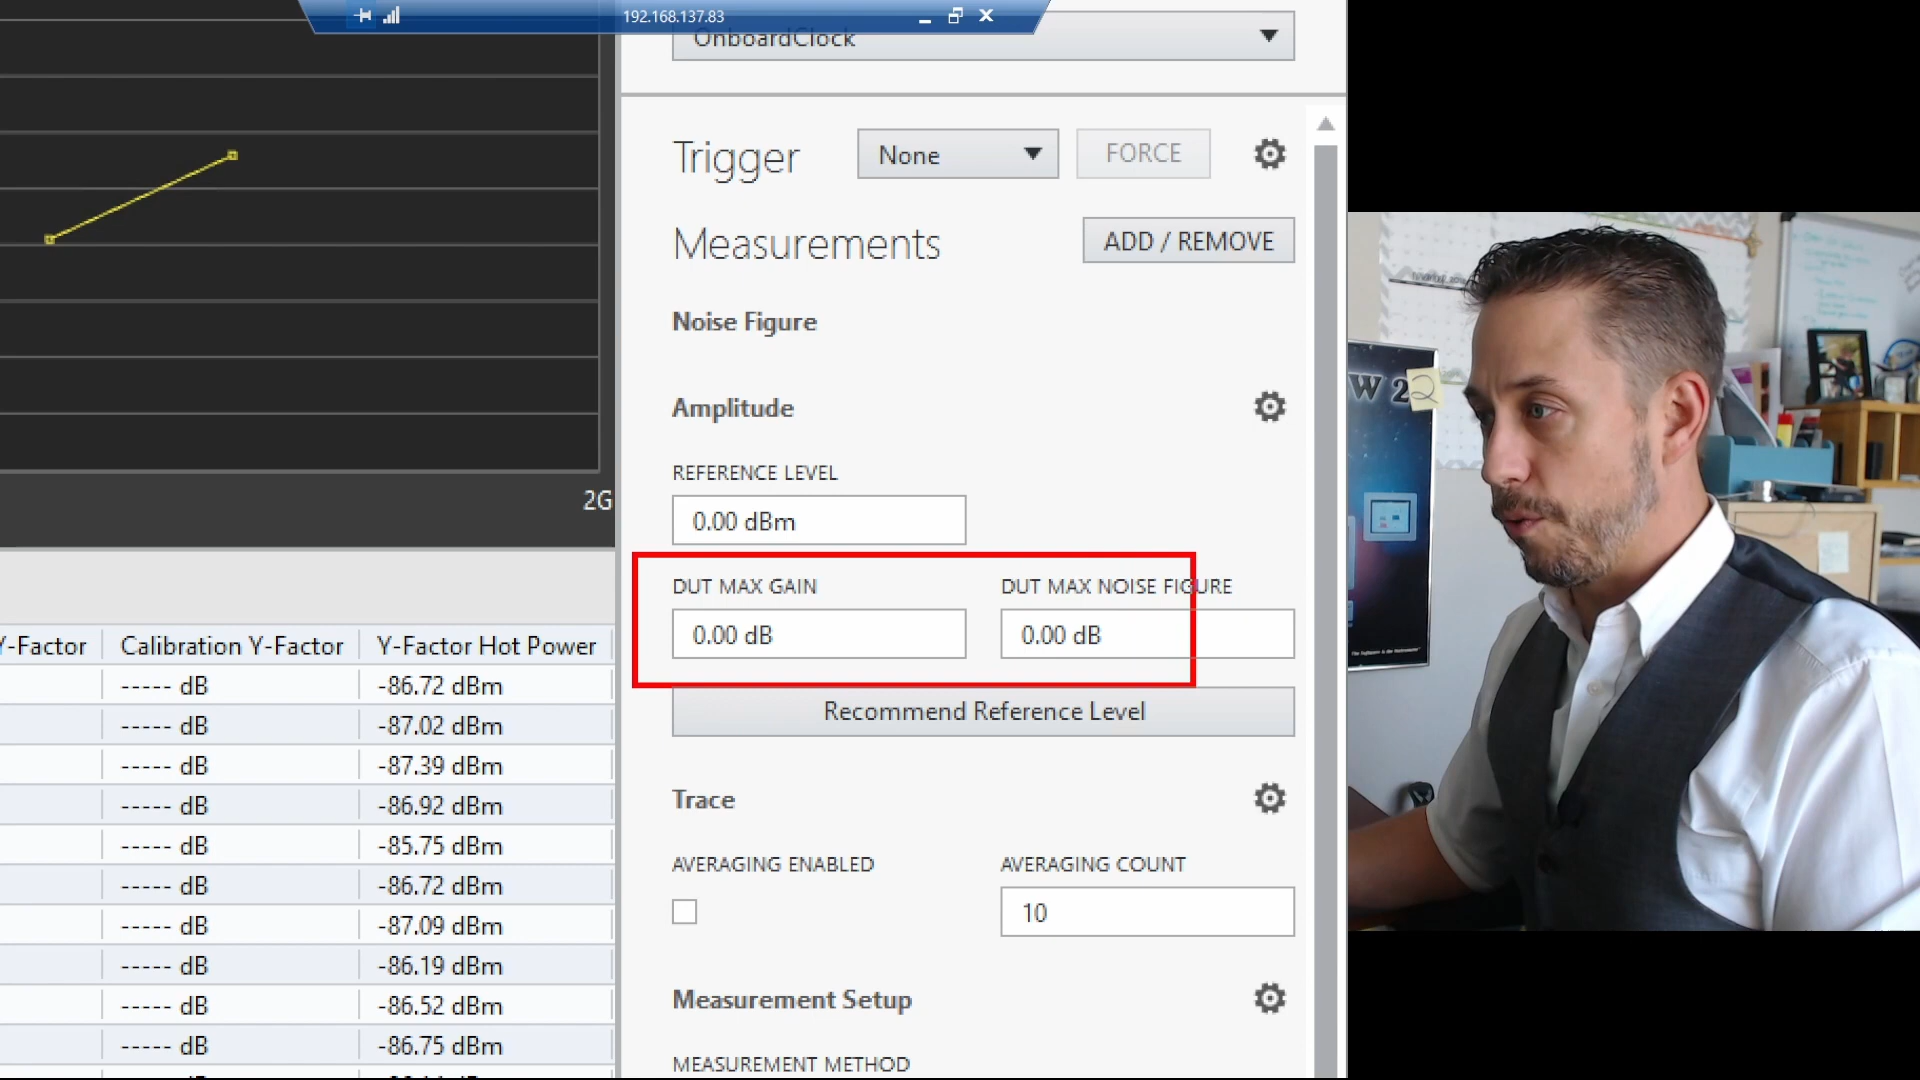 192.168.137.83
OnboardClock
Trigger
None
FORCE
Measurements
ADD / REMOVE
Noise Figure
Amplitude
REFERENCE LEVEL
0.00 dBm
DUT MAX GAIN
DUT MAX NOISE FIGURE
0.00 dB
0.00 dB
Recommend Reference Level
Trace
AVERAGING ENABLED
AVERAGING COUNT
10
Measurement Setup
MEASUREMENT METHOD
2G
Y-Factor Calibration Y-Factor Y-Factor Hot Power
----- dB -86.72 dBm
----- dB -87.02 dBm
----- dB -87.39 dBm
----- dB -86.92 dBm
----- dB -85.75 dBm
----- dB -86.72 dBm
----- dB -87.09 dBm
----- dB -86.19 dBm
----- dB -86.52 dBm
----- dB -86.75 dBm
W 2
2